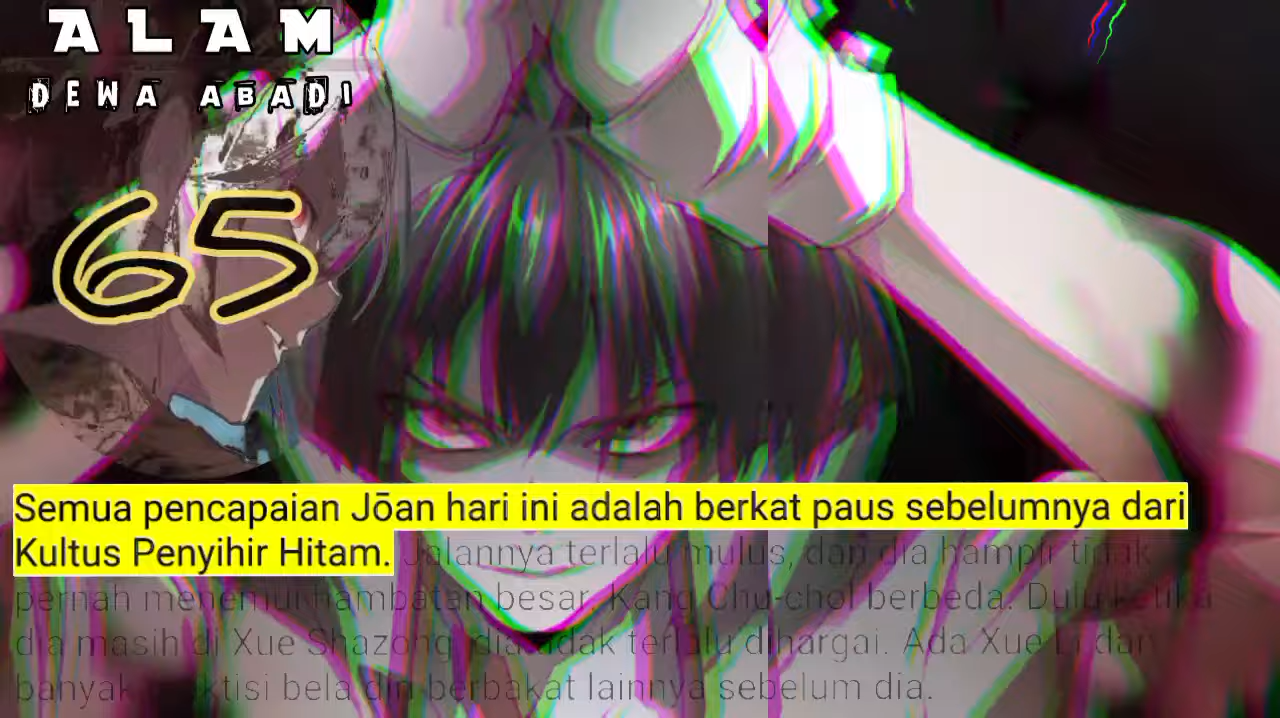 ALAM
DEWA ABADI
65
Semua pencapaian Jōan hari ini adalah berkat paus sebelumnya dari
Kultus Penyihir Hitam. Jalannya terlalu mulus, dan dia hampir tidak
pernah menemui hambatan besar. Kang Chu-chol berbeda. Dulu ketika
dia masih di Xue Shazong, dia tidak terlalu dihargai. Ada Xue Li dan
banyak praktisi bela diri berbakat lainnya sebelum dia.